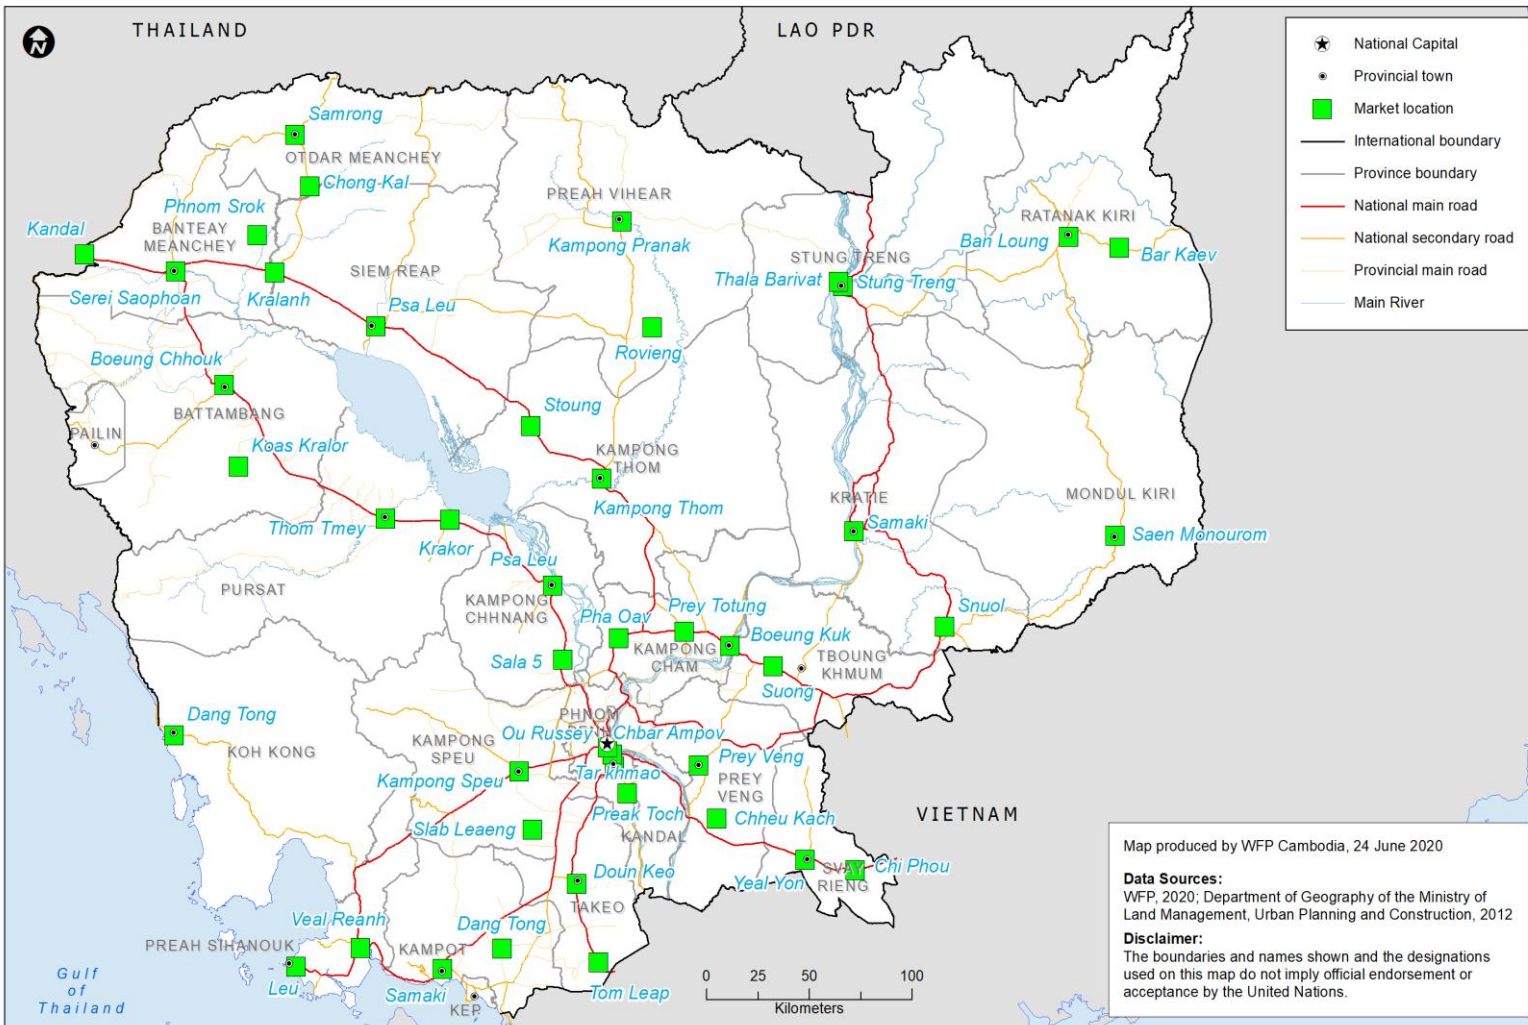 THAILAND
LAO PDR
N
National Capital
Provincial town
Market location
International boundary
Province boundary
National main road
National secondary road
Provincial main road
Main River
Samrong
OTDAR MEANCHEY
Chong Kal
Phnom Srok
BANTEAY
MEANCHEY
Kandal
Serei Saophoan
Kralanh
SIEM REAP
Psa Leu
PREAH VIHEAR
Kampong Pranak
Rovieng
STUNG TRENG
Thala Barivat
Stung Treng
RATANAK KIRI
Ban Loung
Bar Kaev
Boeung Chhouk
BATTAMBANG
PAILIN
Koas Kralor
Stoung
KAMPONG
THOM
Kampong Thom
KRATIE
Samaki
MONDUL KIRI
Saen Monourom
Thom Tmey
Krakor
PURSAT
Psa Leu
KAMPONG
CHHNANG
Pha Oav
Prey Totung
KAMPONG
CHAM
Boeung Kuk
TBOUNG
KHMUM
Suong
Snuol
Sala 5
Dang Tong
KOH KONG
KAMPONG
SPEU
Kampong Speu
PHNOM
PENH
Ou Russey
Chbar Ampov
Tar khmao
Preak Toch
KANDAL
Prey Veng
PREY
VENG
Chheu Kach
VIETNAM
Slab Leaeng
Doun Keo
TAKEO
Yeal Yon
SVAY
RIENG
Chi Phou
Veal Reanh
PREAH SIHANOUK
Leu
KAMPOT
Dang Tong
Samaki
KEP
Tom Leap
Gulf
of
Thailand
0 25 50 100
Kilometers
Map produced by WFP Cambodia, 24 June 2020
Data Sources:
WFP, 2020; Department of Geography of the Ministry of
Land Management, Urban Planning and Construction, 2012
Disclaimer:
The boundaries and names shown and the designations
used on this map do not imply official endorsement or
acceptance by the United Nations.